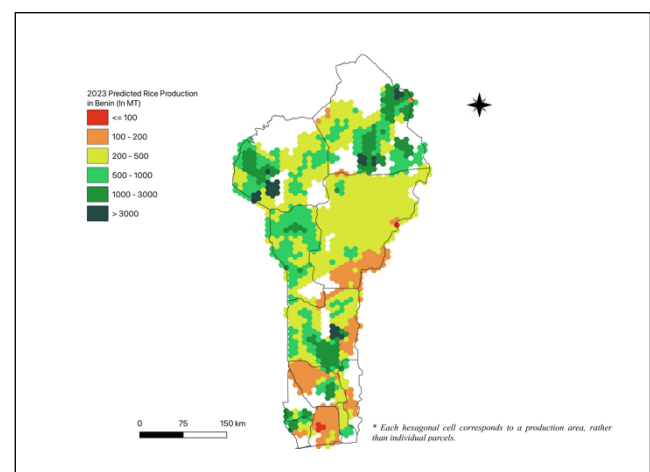 2023 Predicted Rice Production
in Benin (In MT)
<= 100
100 - 200
200 - 500
500 - 1000
1000 - 3000
> 3000
0 75 150 km
* Each hexagonal cell corresponds to a production area, rather
than individual parcels.